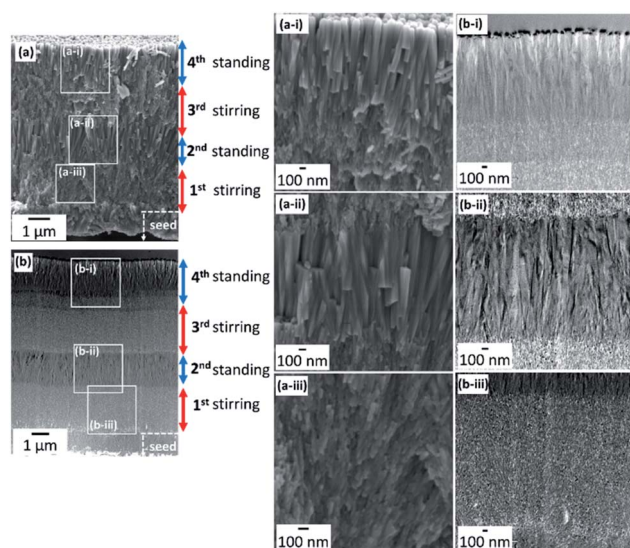 (a)
(a-i)
(a-ii)
(a-iii)
1 μm
seed
4th standing
3rd stirring
2nd standing
1st stirring
(b)
(b-i)
(b-ii)
(b-iii)
1 μm
seed
4th standing
3rd stirring
2nd standing
1st stirring
(a-i)
100 nm
(b-i)
100 nm
(a-ii)
100 nm
(b-ii)
100 nm
(a-iii)
100 nm
(b-iii)
100 nm